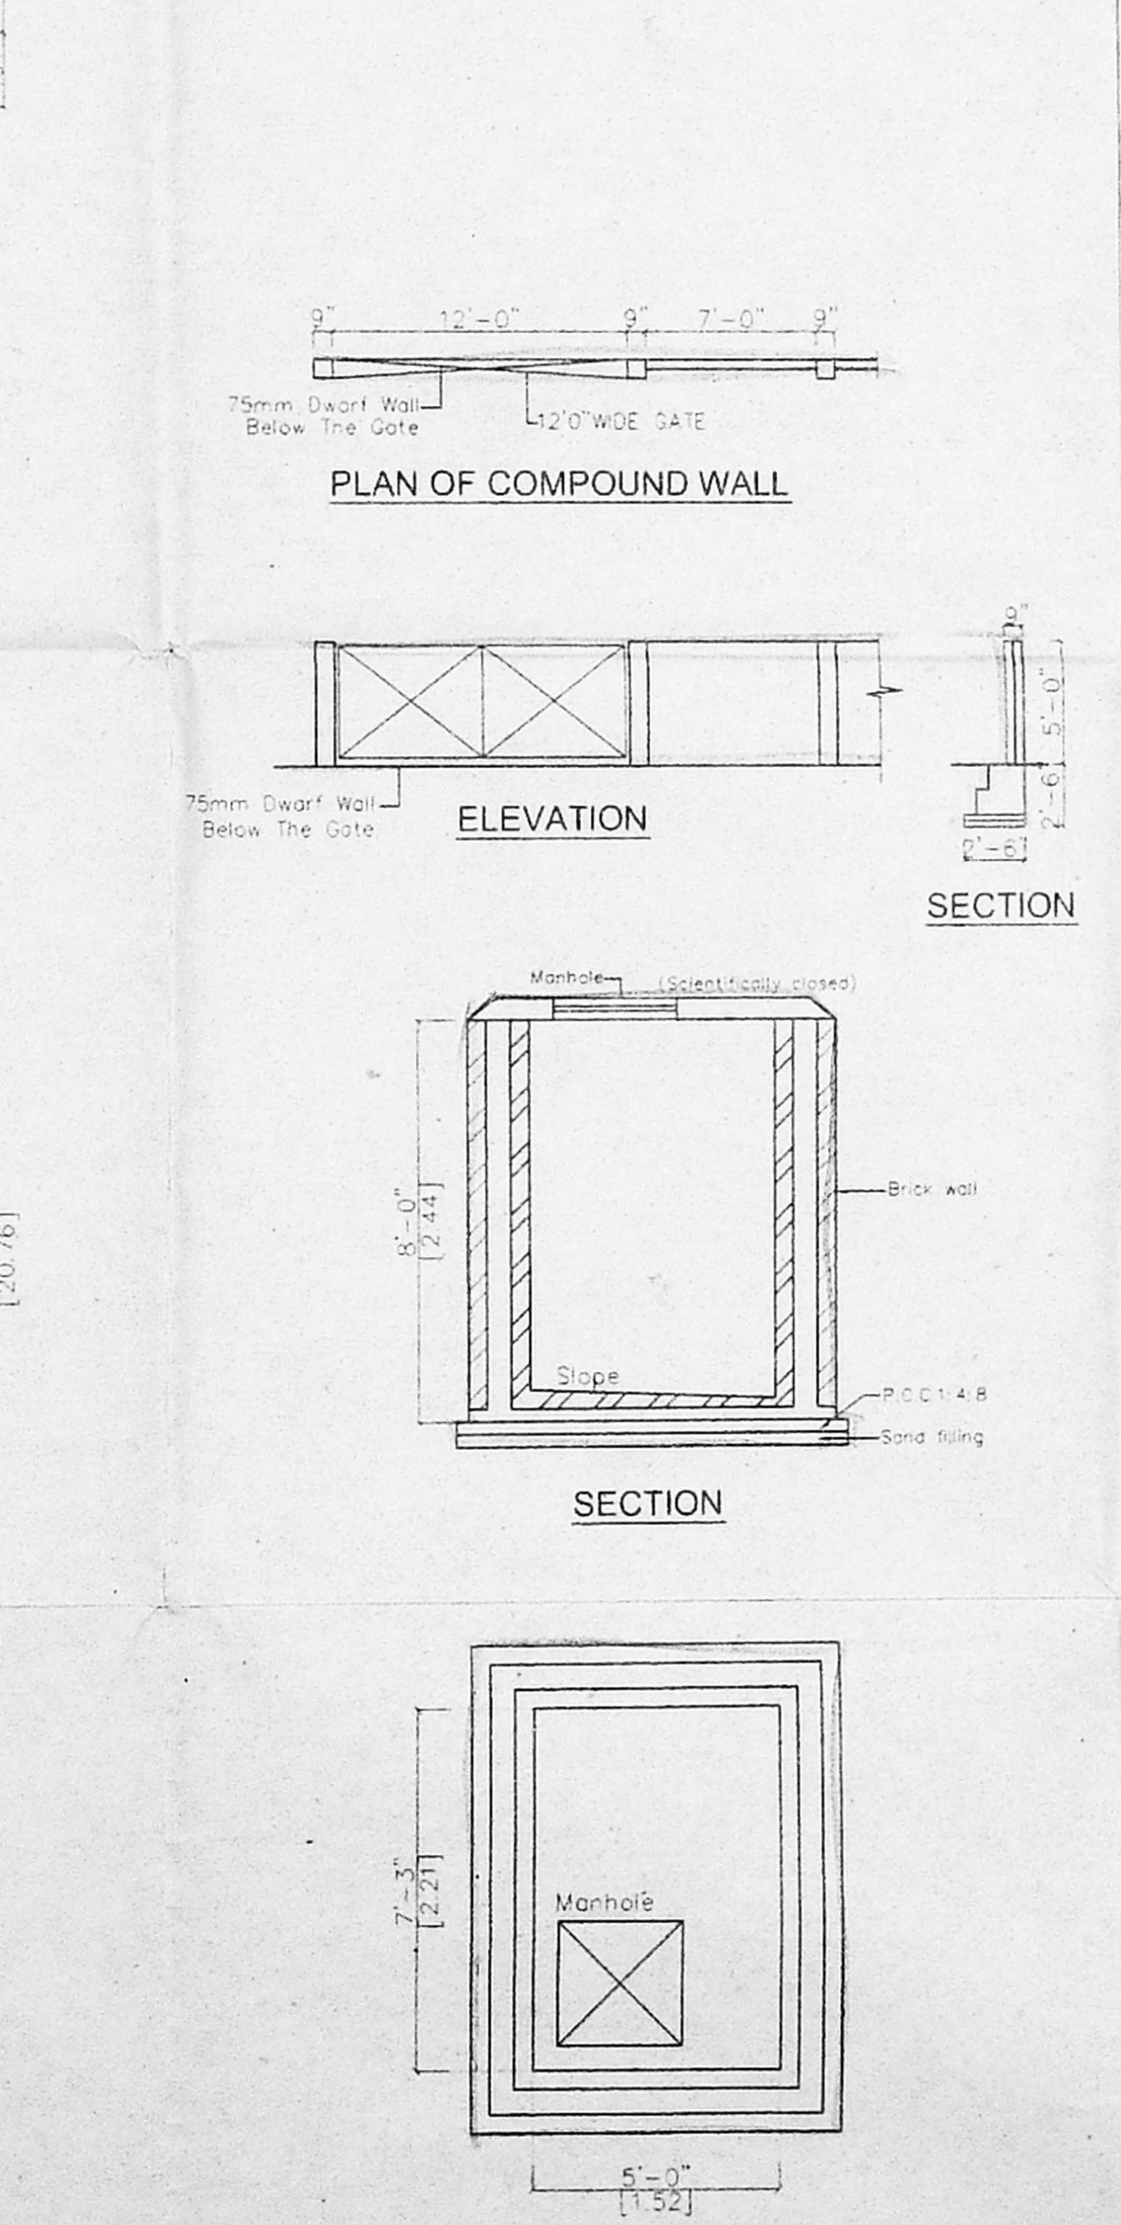 9" 12'-0" 9" 7'-0" 9"
75mm Dwarf Wall
Below The Gate
12'0"WIDE GATE
PLAN OF COMPOUND WALL
9"
5'-0"
2'-6"
2'-6"
75mm Dwarf Wall
Below The Gate
ELEVATION
SECTION
Manhole (Scientifically closed)
8'-0"
[2.44]
Brick wall
Slope
P.C.C 1:4:8
Sand filling
SECTION
[20.76]
7'-3"
[2.21]
Manhole
5'-0"
[1.52]